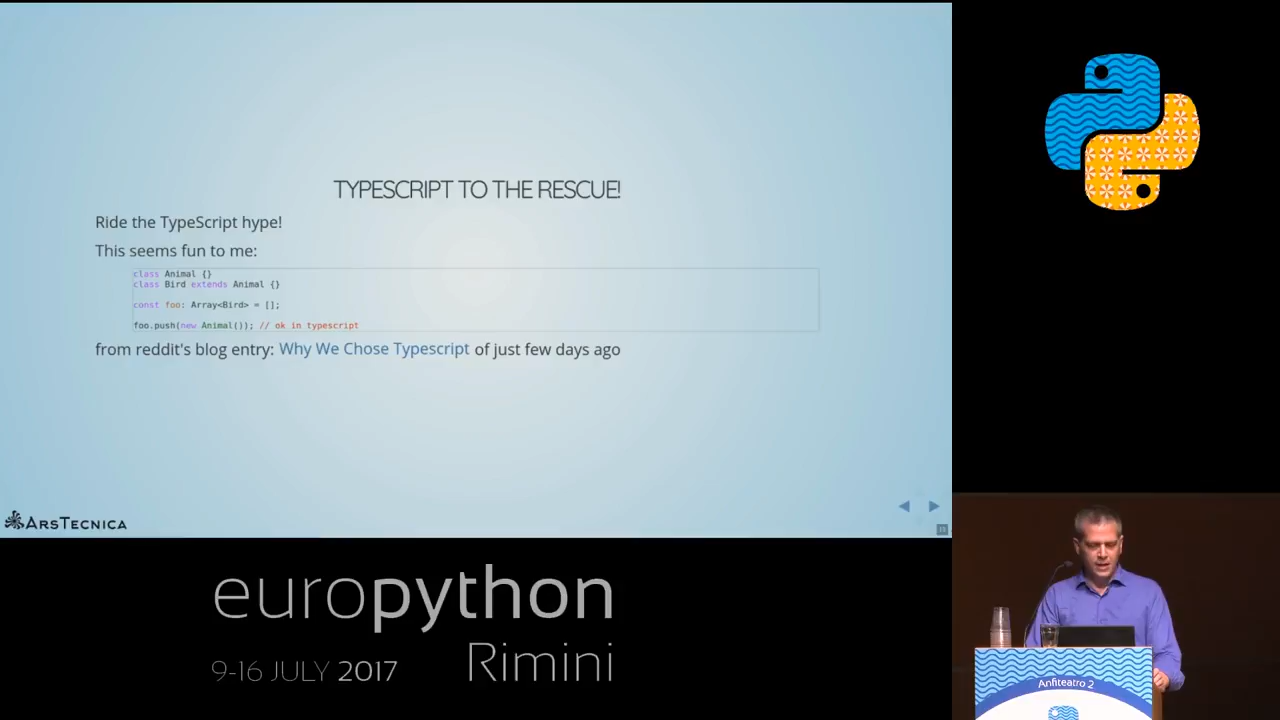 TYPESCRIPT TO THE RESCUE!
Ride the TypeScript hype!
This seems fun to me:
class Animal {}
class Bird extends Animal {}
const foo: Array<Bird> = [];
foo.push(new Animal()); // ok in typescript
from reddit's blog entry: Why We Chose Typescript of just few days ago
ARSTECNICA
europython
Rimini
9-16 JULY 2017
Anfiteatro 2